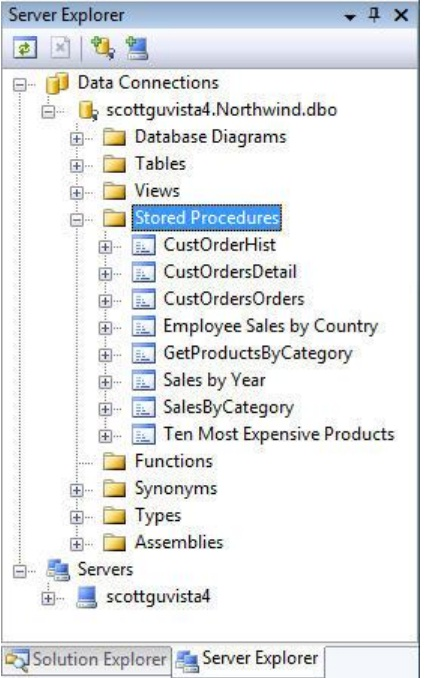 Server Explorer
Data Connections
scottguvista4.Northwind.dbo
Database Diagrams
Tables
Views
Stored Procedures
CustOrderHist
CustOrdersDetail
CustOrdersOrders
Employee Sales by Country
GetProductsByCategory
Sales by Year
SalesByCategory
Ten Most Expensive Products
Functions
Synonyms
Types
Assemblies
Servers
scottguvista4
Solution Explorer Server Explorer